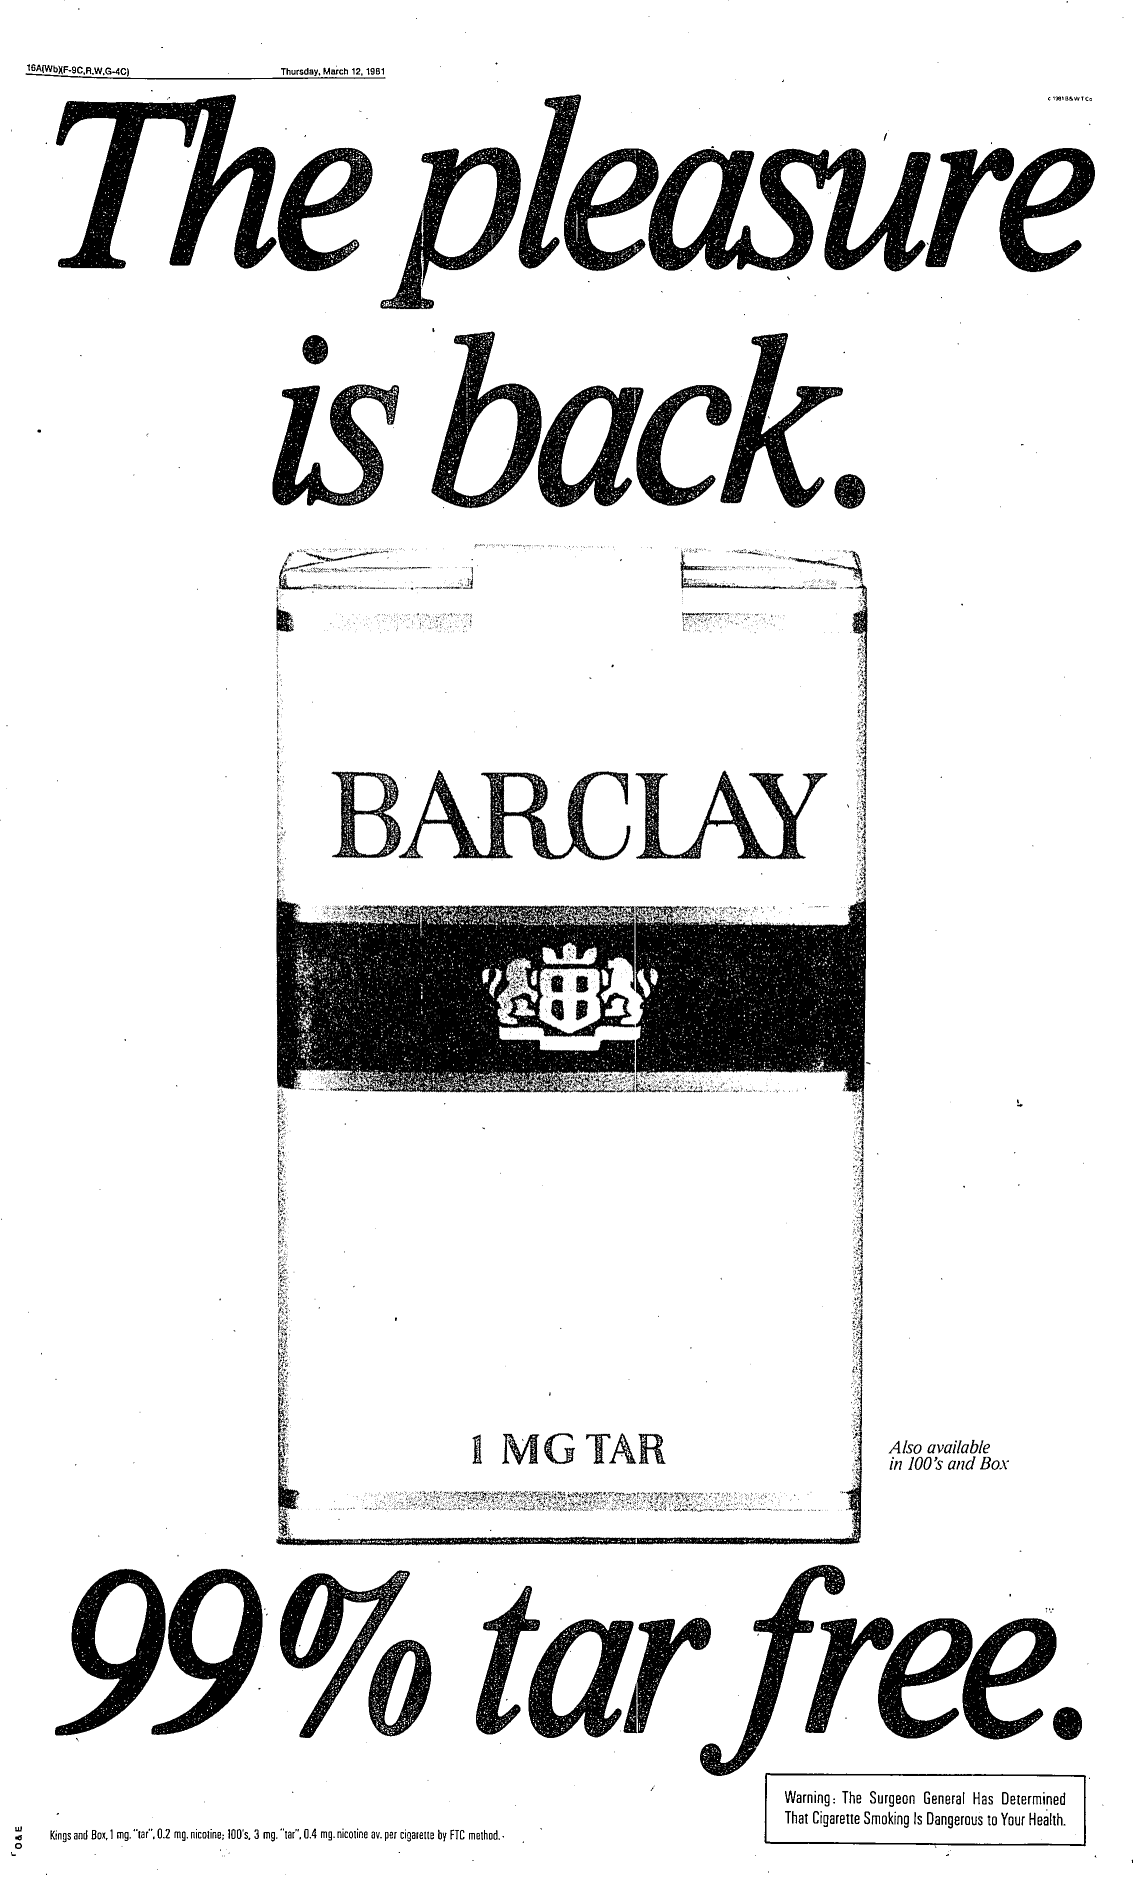 16A(Wb)(F-9C,R,W,G-4C)
Thursday, March 12, 1981
c 1981 B&W T Co
The pleasure
is back.
BARCLAY
1 MG TAR
Also available
in 100's and Box
99% tar free.
Warning: The Surgeon General Has Determined
That Cigarette Smoking Is Dangerous to Your Health.
Kings and Box, 1 mg. "tar", 0.2 mg. nicotine; 100's, 3 mg. "tar", 0.4 mg. nicotine av. per cigarette by FTC method.